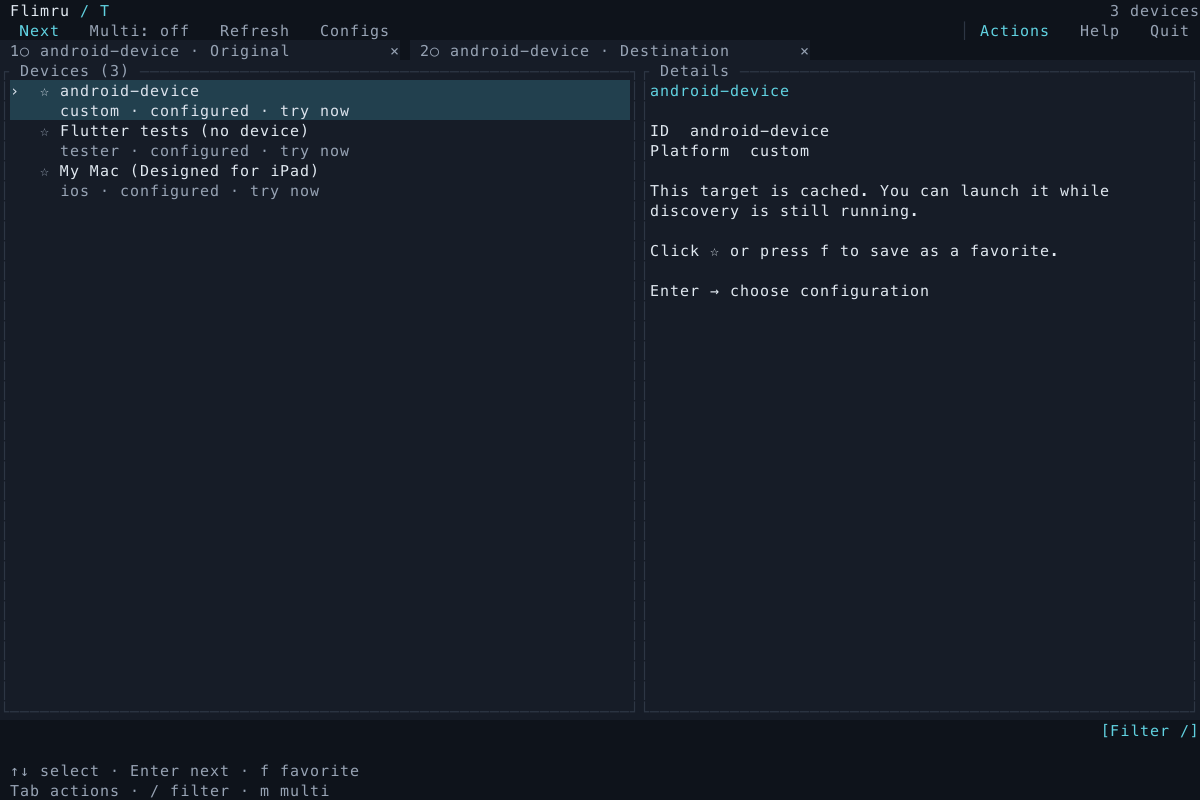 Flimru / T
3 devices
Next Multi: off Refresh Configs
Actions Help Quit
1○ android-device · Original × 2○ android-device · Destination ×
Devices (3)
› ☆ android-device
custom · configured · try now
☆ Flutter tests (no device)
tester · configured · try now
☆ My Mac (Designed for iPad)
ios · configured · try now
Details
android-device
ID android-device
Platform custom
This target is cached. You can launch it while
discovery is still running.
Click ☆ or press f to save as a favorite.
Enter → choose configuration
[Filter /]
↑↓ select · Enter next · f favorite
Tab actions · / filter · m multi